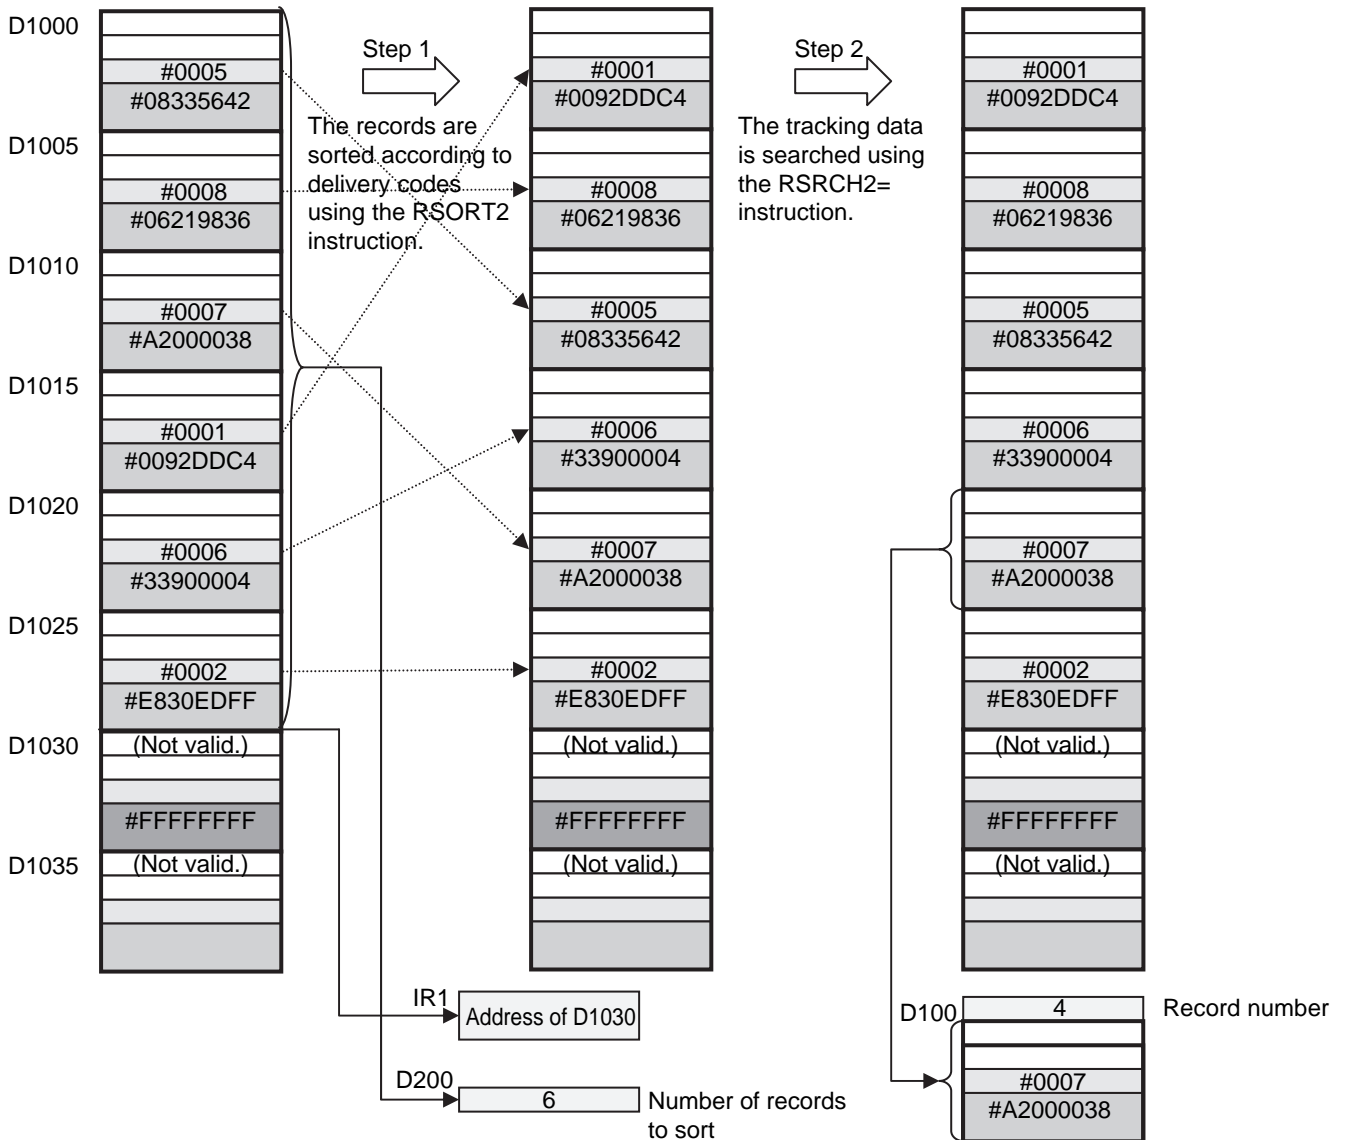 D1000
#0005
#08335642
D1005
#0008
#06219836
D1010
#0007
#A2000038
D1015
#0001
#0092DDC4
D1020
#0006
#33900004
D1025
#0002
#E830EDFF
D1030
(Not valid.)
#FFFFFFFF
D1035
(Not valid.)
Step 1
The records are
sorted according to
delivery codes
using the RSORT2
instruction.
#0001
#0092DDC4
#0008
#06219836
#0005
#08335642
#0006
#33900004
#0007
#A2000038
#0002
#E830EDFF
(Not valid.)
#FFFFFFFF
(Not valid.)
Step 2
The tracking data
is searched using
the RSRCH2=
instruction.
#0001
#0092DDC4
#0008
#06219836
#0005
#08335642
#0006
#33900004
#0007
#A2000038
#0002
#E830EDFF
(Not valid.)
#FFFFFFFF
(Not valid.)
IR1
Address of D1030
D200
6
Number of records
to sort
D100
4
Record number
#0007
#A2000038